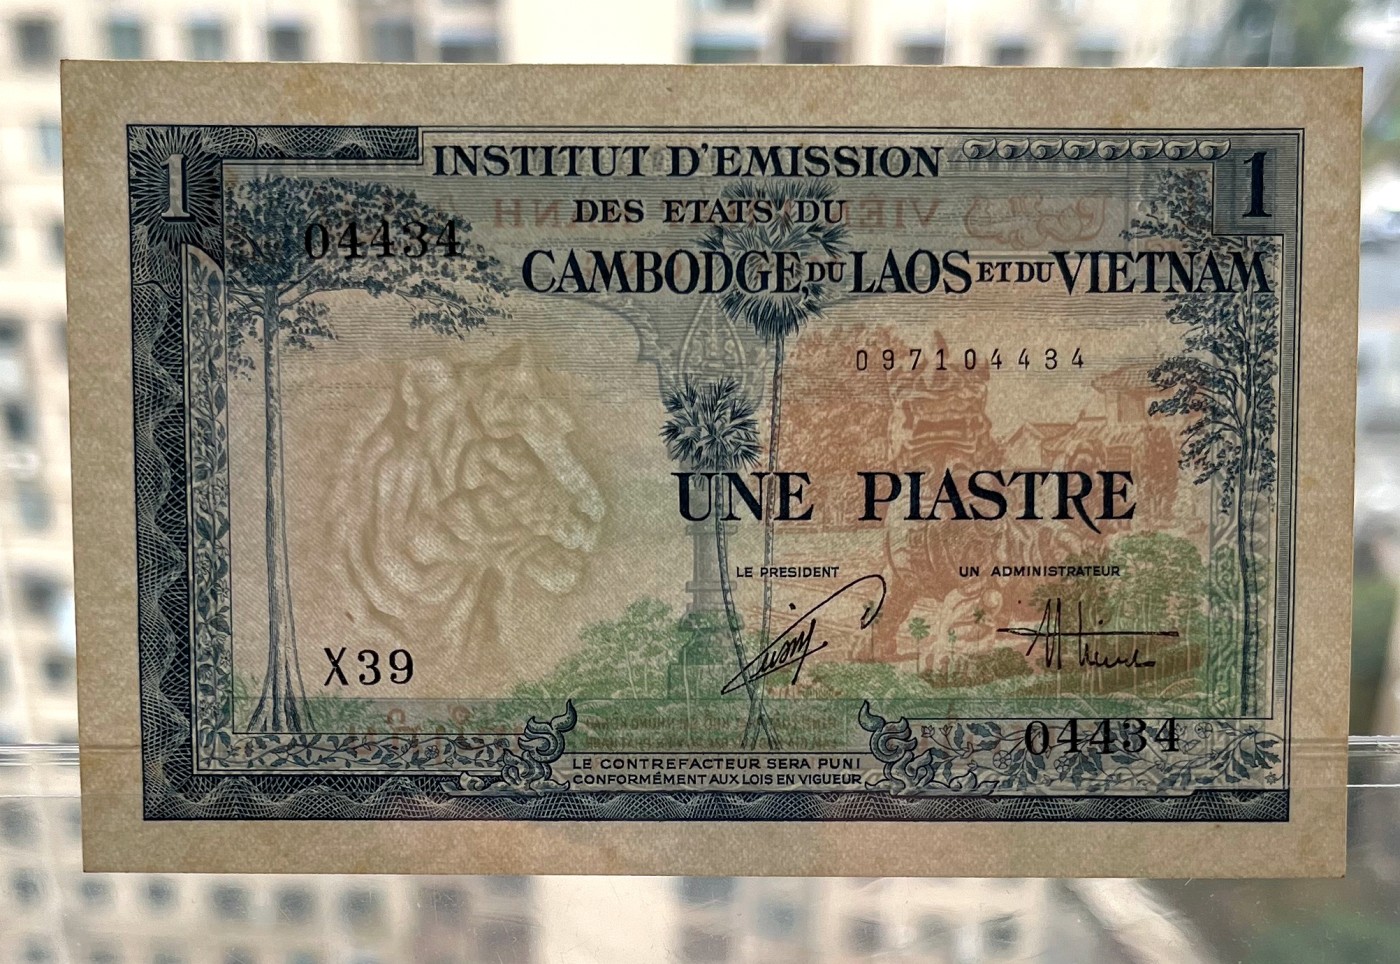 1
INSTITUT D'EMISSION
1
DES ETATS DU
04434
CAMBODGE, DU LAOS ET DU VIETNAM
097104434
UNE PIASTRE
LE PRESIDENT
UN ADMINISTRATEUR
X39
04434
LE CONTREFACTEUR SERA PUNI
CONFORMÉMENT AUX LOIS EN VIGUEUR